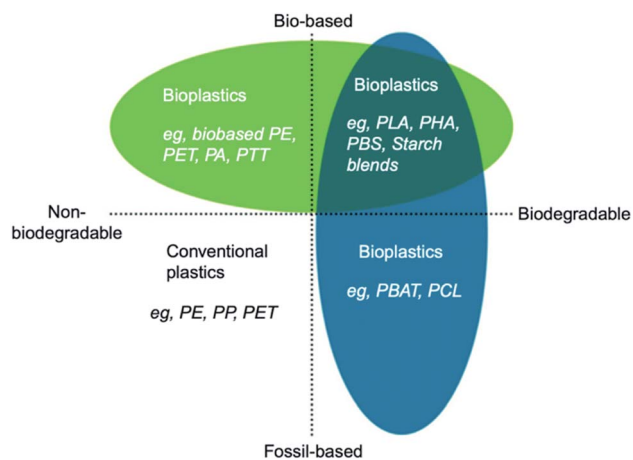 Bio-based
Bioplastics
eg, biobased PE,
PET, PA, PTT
Bioplastics
eg, PLA, PHA,
PBS, Starch
blends
Non-
biodegradable
Biodegradable
Conventional
plastics
eg, PE, PP, PET
Bioplastics
eg, PBAT, PCL
Fossil-based